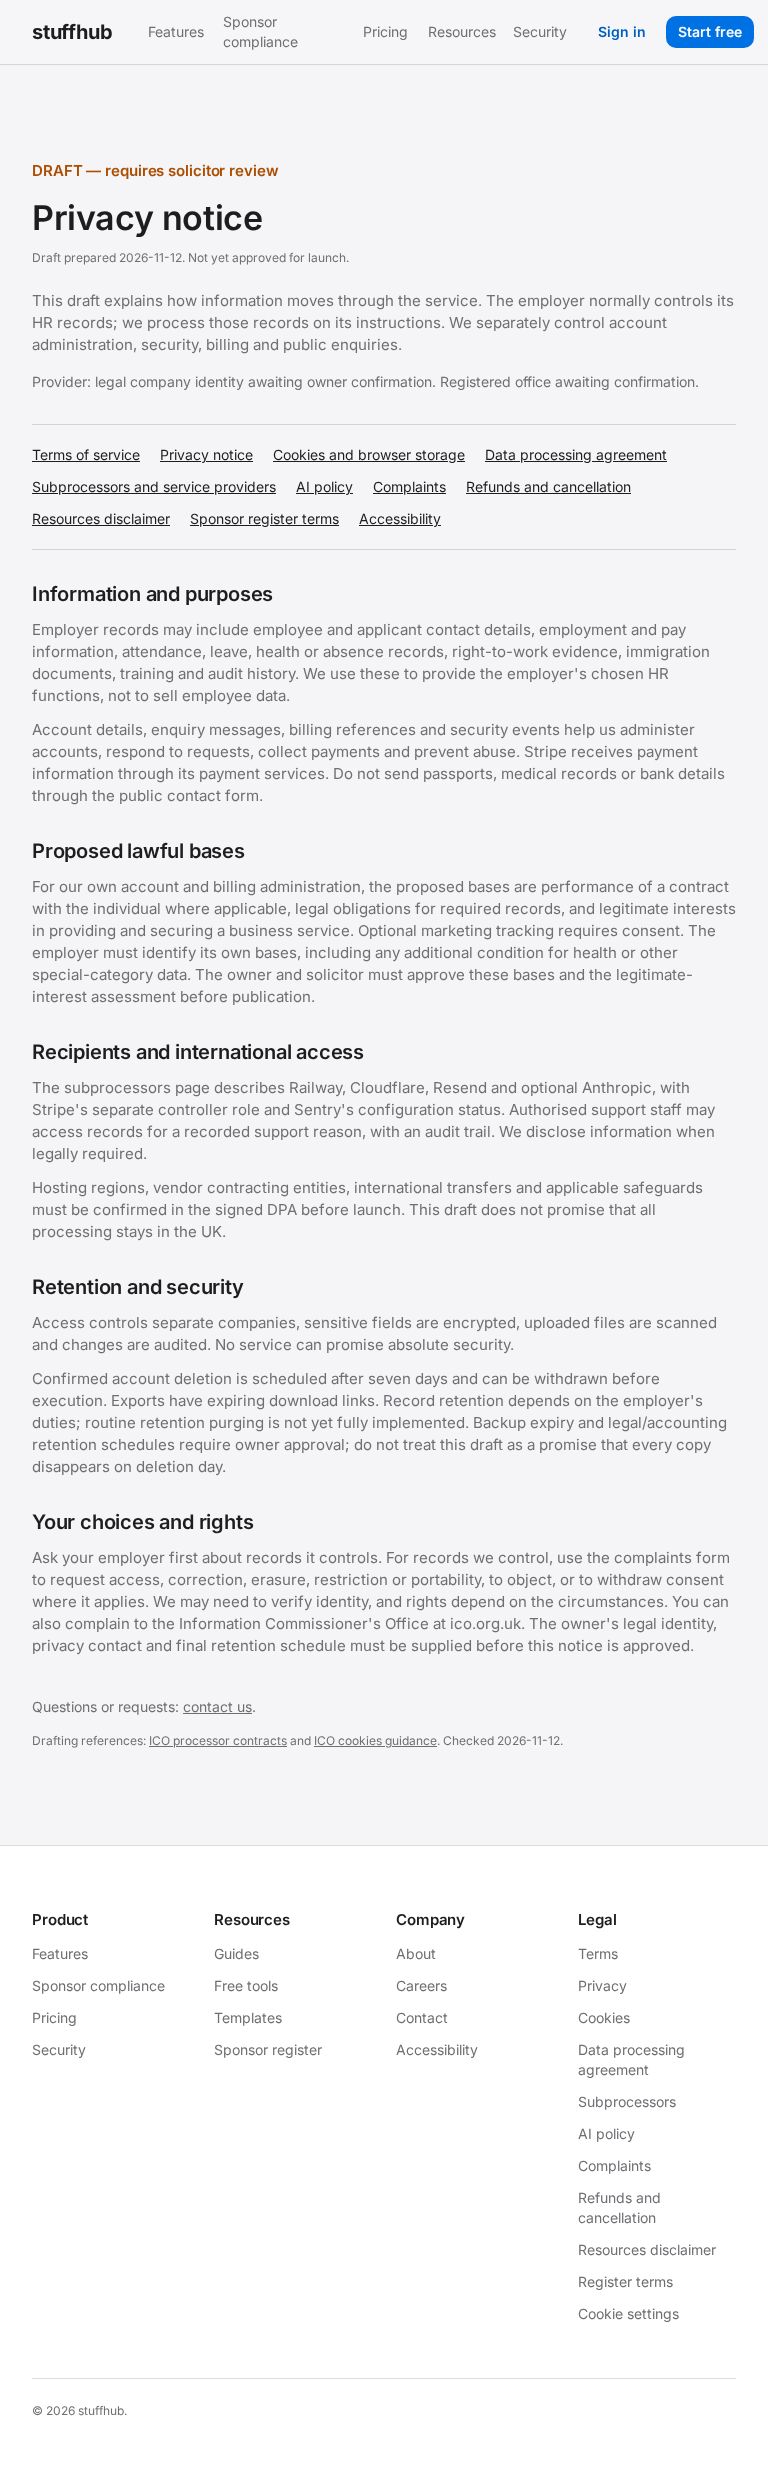 stuffhub
Features
Sponsor
compliance
Pricing
Resources
Security
Sign in
Start free
DRAFT — requires solicitor review
Privacy notice
Draft prepared 2026-11-12. Not yet approved for launch.
This draft explains how information moves through the service. The employer normally controls its
HR records; we process those records on its instructions. We separately control account
administration, security, billing and public enquiries.
Provider: legal company identity awaiting owner confirmation. Registered office awaiting confirmation.
Terms of service Privacy notice Cookies and browser storage Data processing agreement
Subprocessors and service providers AI policy Complaints Refunds and cancellation
Resources disclaimer Sponsor register terms Accessibility
Information and purposes
Employer records may include employee and applicant contact details, employment and pay
information, attendance, leave, health or absence records, right-to-work evidence, immigration
documents, training and audit history. We use these to provide the employer's chosen HR
functions, not to sell employee data.
Account details, enquiry messages, billing references and security events help us administer
accounts, respond to requests, collect payments and prevent abuse. Stripe receives payment
information through its payment services. Do not send passports, medical records or bank details
through the public contact form.
Proposed lawful bases
For our own account and billing administration, the proposed bases are performance of a contract
with the individual where applicable, legal obligations for required records, and legitimate interests
in providing and securing a business service. Optional marketing tracking requires consent. The
employer must identify its own bases, including any additional condition for health or other
special-category data. The owner and solicitor must approve these bases and the legitimate-
interest assessment before publication.
Recipients and international access
The subprocessors page describes Railway, Cloudflare, Resend and optional Anthropic, with
Stripe's separate controller role and Sentry's configuration status. Authorised support staff may
access records for a recorded support reason, with an audit trail. We disclose information when
legally required.
Hosting regions, vendor contracting entities, international transfers and applicable safeguards
must be confirmed in the signed DPA before launch. This draft does not promise that all
processing stays in the UK.
Retention and security
Access controls separate companies, sensitive fields are encrypted, uploaded files are scanned
and changes are audited. No service can promise absolute security.
Confirmed account deletion is scheduled after seven days and can be withdrawn before
execution. Exports have expiring download links. Record retention depends on the employer's
duties; routine retention purging is not yet fully implemented. Backup expiry and legal/accounting
retention schedules require owner approval; do not treat this draft as a promise that every copy
disappears on deletion day.
Your choices and rights
Ask your employer first about records it controls. For records we control, use the complaints form
to request access, correction, erasure, restriction or portability, to object, or to withdraw consent
where it applies. We may need to verify identity, and rights depend on the circumstances. You can
also complain to the Information Commissioner's Office at ico.org.uk. The owner's legal identity,
privacy contact and final retention schedule must be supplied before this notice is approved.
Questions or requests: contact us.
Drafting references: ICO processor contracts and ICO cookies guidance. Checked 2026-11-12.
Product
Features
Sponsor compliance
Pricing
Security
Resources
Guides
Free tools
Templates
Sponsor register
Company
About
Careers
Contact
Accessibility
Legal
Terms
Privacy
Cookies
Data processing
agreement
Subprocessors
AI policy
Complaints
Refunds and
cancellation
Resources disclaimer
Register terms
Cookie settings
© 2026 stuffhub.